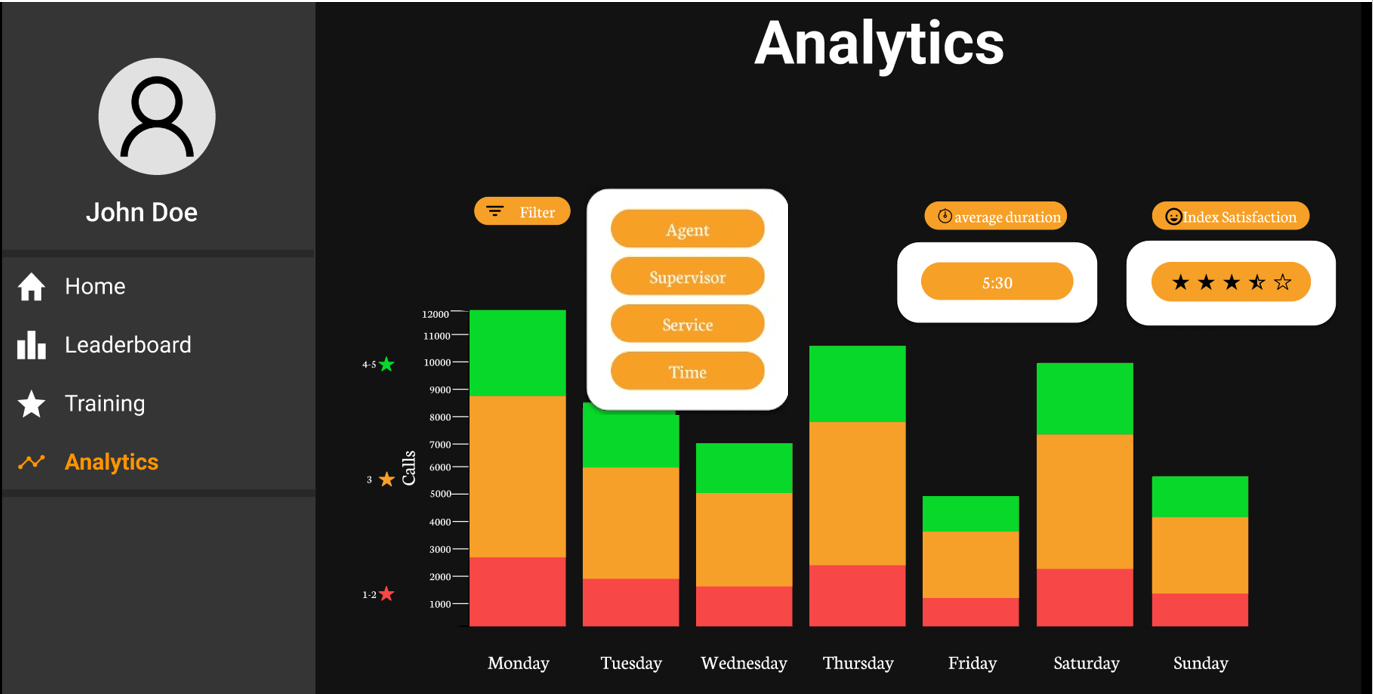 Analytics
John Doe
Home
Leaderboard
Training
Analytics
Filter
Agent
Supervisor
Service
Time
average duration
5:30
Index Satisfaction
4-5
3
1-2
Calls
12000
11000
10000
9000
8000
7000
6000
5000
4000
3000
2000
1000
Monday Tuesday Wednesday Thursday Friday Saturday Sunday